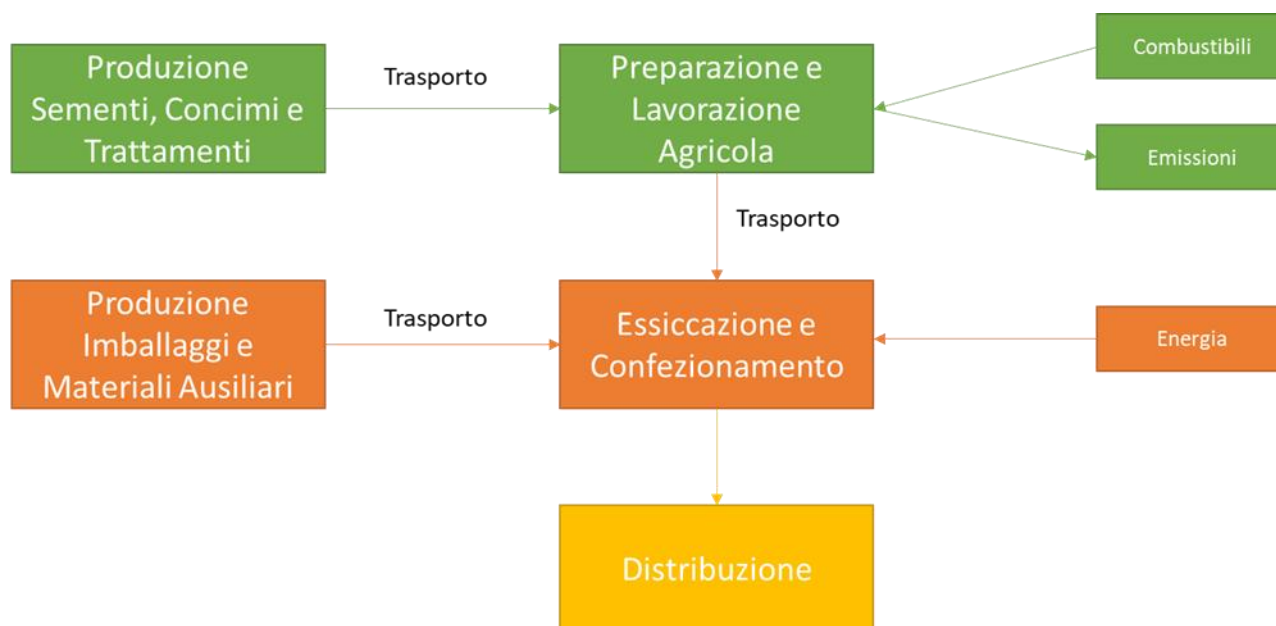 Produzione
Sementi, Concimi e
Trattamenti
Trasporto
Preparazione e
Lavorazione
Agricola
Combustibili
Emissioni
Trasporto
Produzione
Imballaggi e
Materiali Ausiliari
Trasporto
Essiccazione e
Confezionamento
Energia
Distribuzione